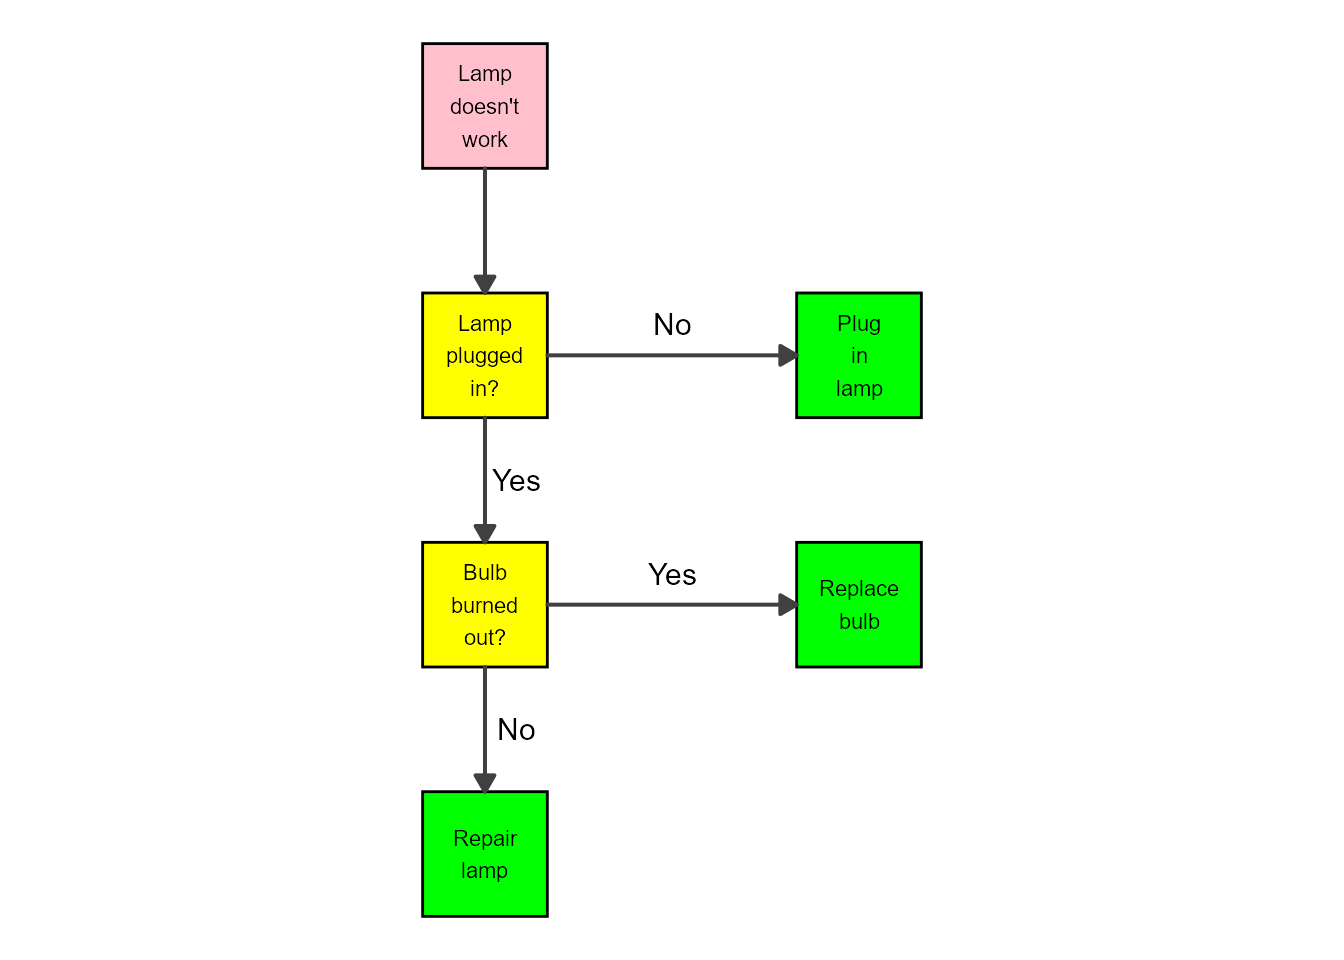 Lamp
doesn't
work
Lamp
plugged
in?
No
Plug
in
lamp
Yes
Bulb
burned
out?
Yes
Replace
bulb
No
Repair
lamp